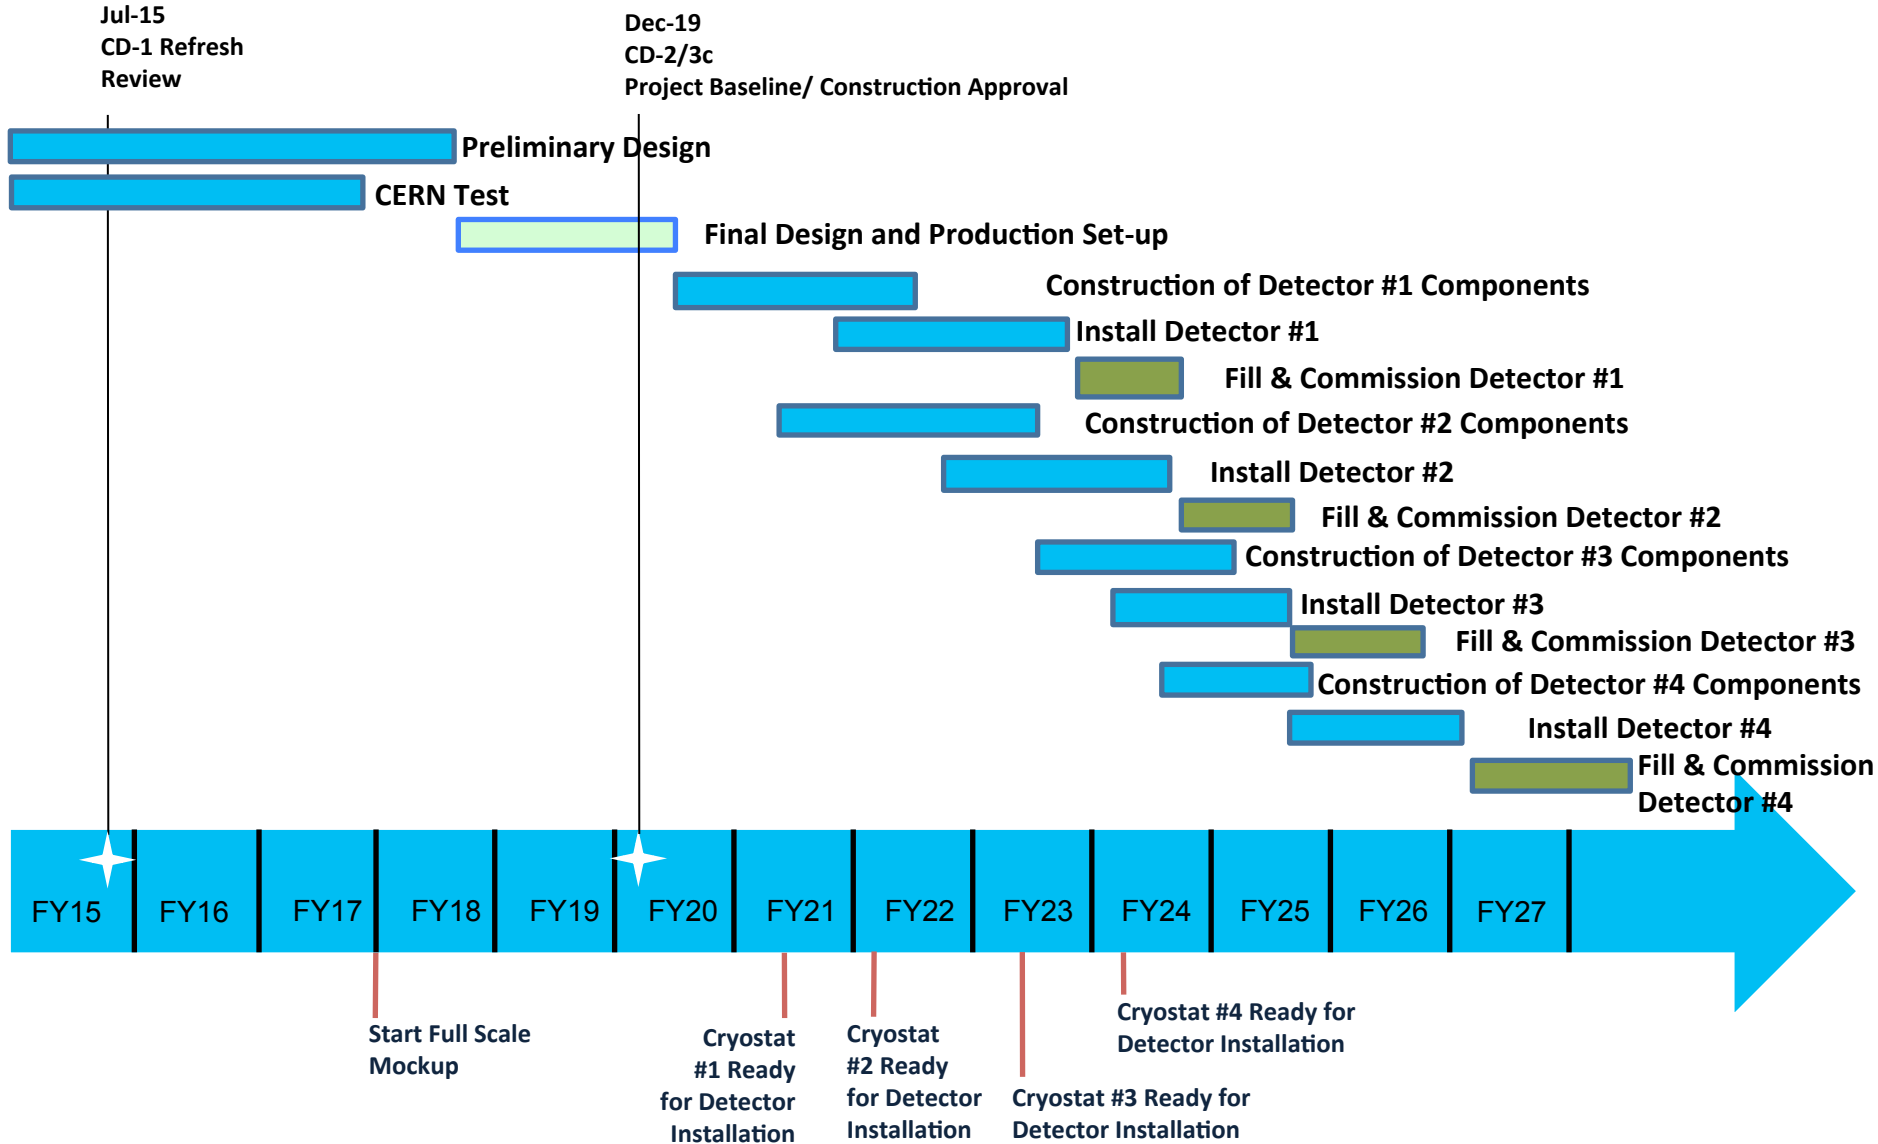 Jul-15
CD-1 Refresh
Review
Dec-19
CD-2/3c
Project Baseline/ Construction Approval
Preliminary Design
CERN Test
Final Design and Production Set-up
Construction of Detector #1 Components
Install Detector #1
Fill & Commission Detector #1
Construction of Detector #2 Components
Install Detector #2
Fill & Commission Detector #2
Construction of Detector #3 Components
Install Detector #3
Fill & Commission Detector #3
Construction of Detector #4 Components
Install Detector #4
Fill & Commission
Detector #4
FY15 FY16 FY17 FY18 FY19 FY20 FY21 FY22 FY23 FY24 FY25 FY26 FY27
Start Full Scale
Mockup
Cryostat
#1 Ready
for Detector
Installation
Cryostat
#2 Ready
for Detector
Installation
Cryostat #3 Ready for
Detector Installation
Cryostat #4 Ready for
Detector Installation